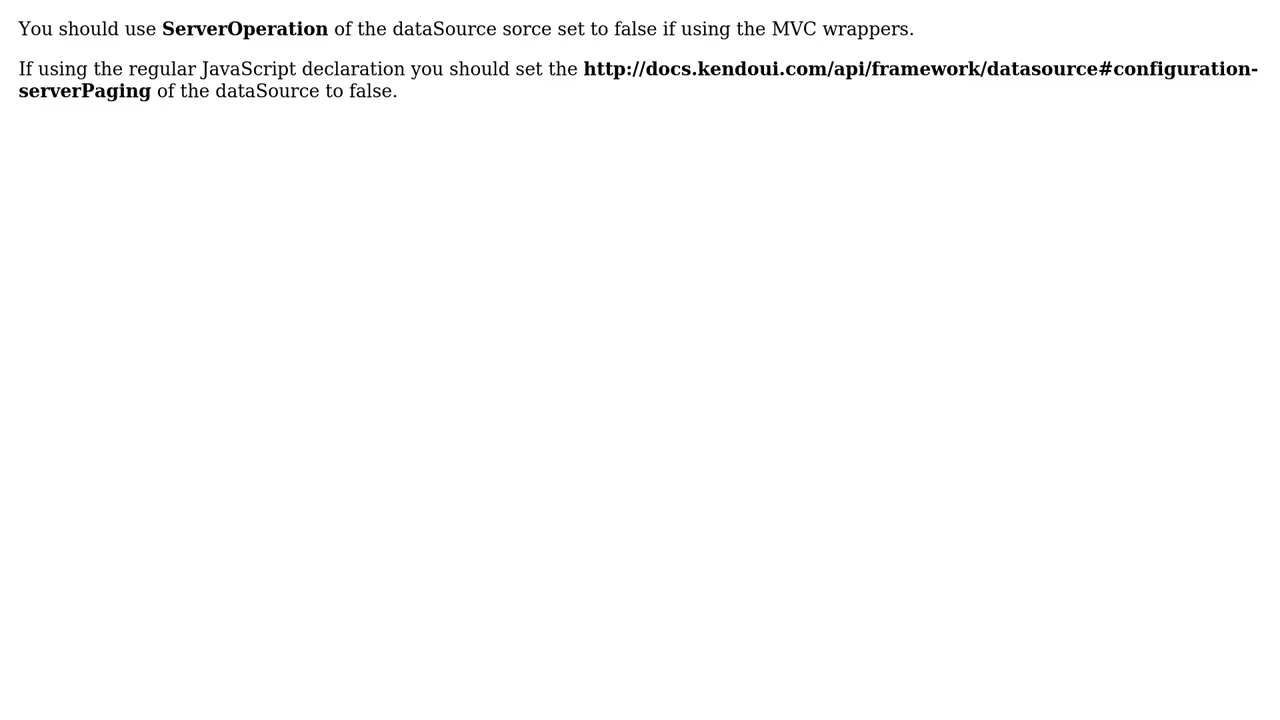 You should use ServerOperation of the dataSource sorce set to false if using the MVC wrappers.
If using the regular JavaScript declaration you should set the http://docs.kendoui.com/api/framework/datasource#configuration-
serverPaging of the dataSource to false.